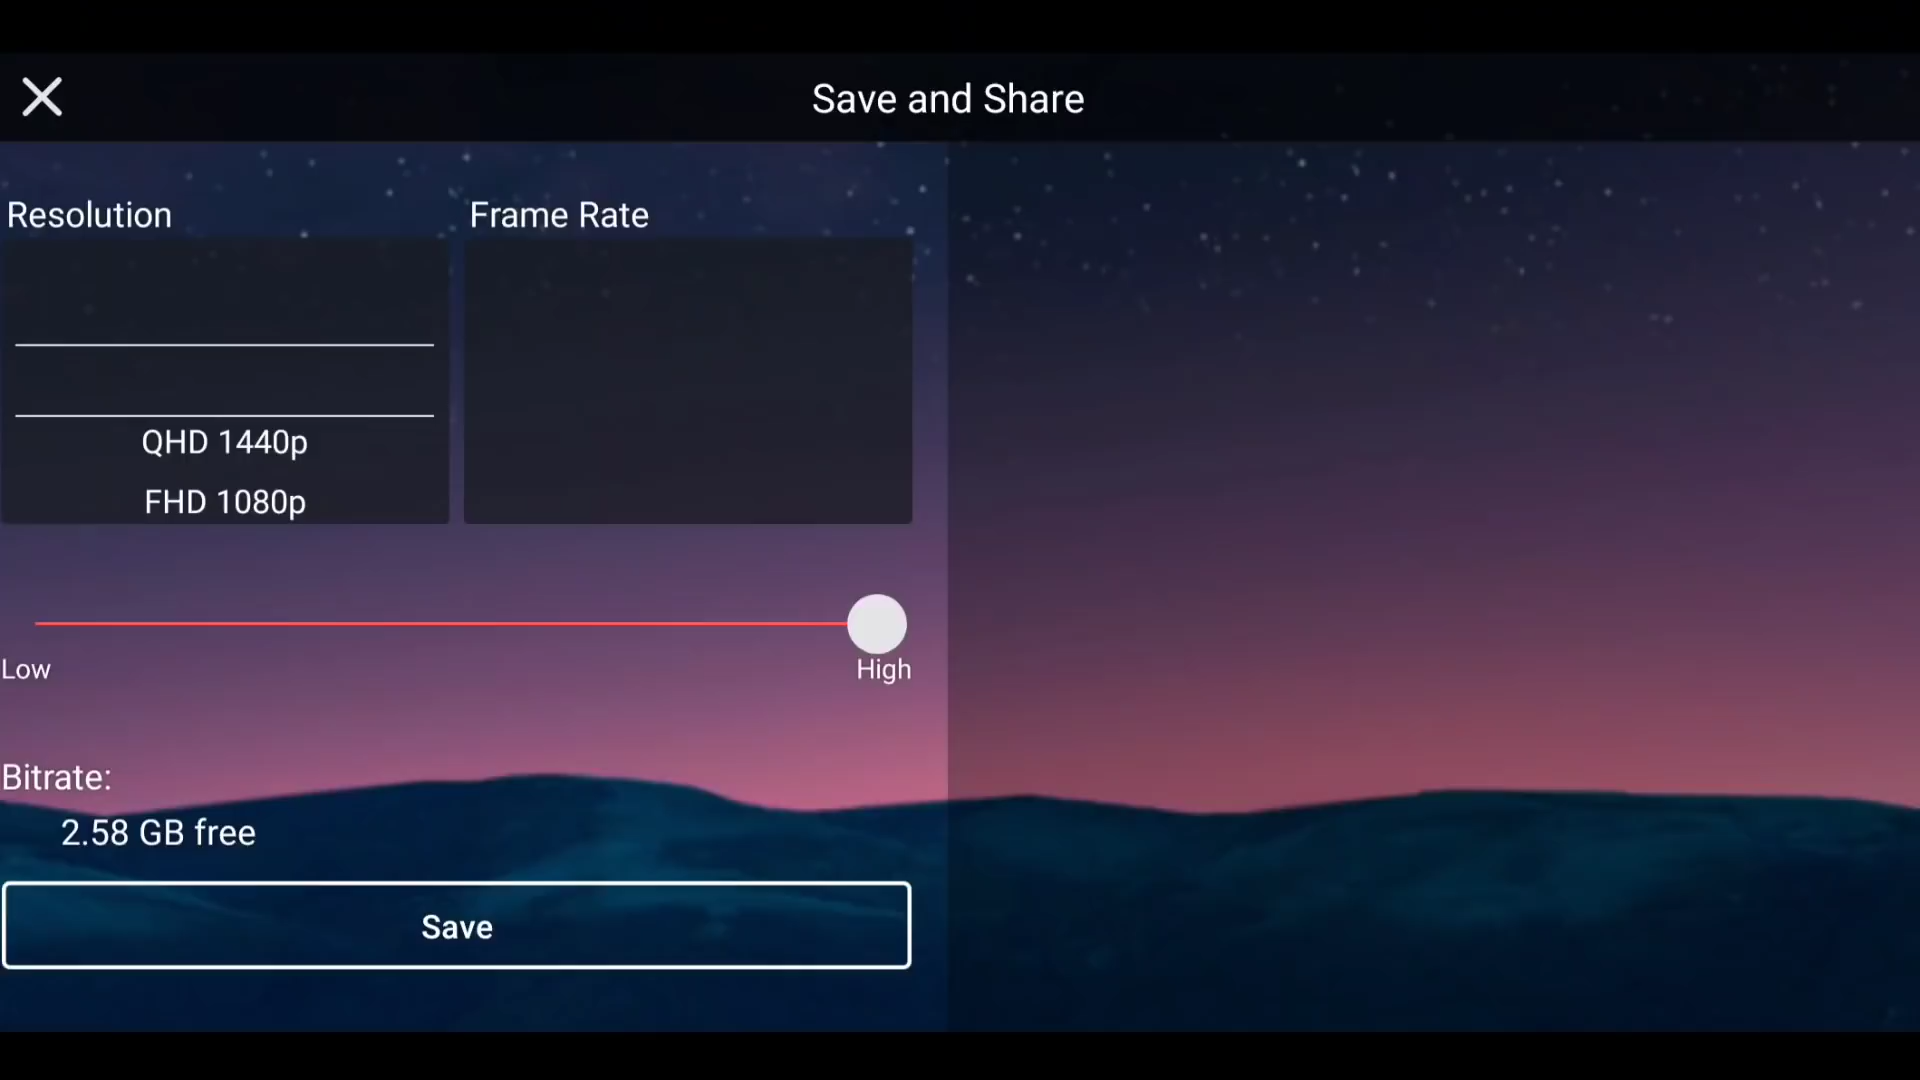 Save and Share
Resolution
Frame Rate
QHD 1440p
FHD 1080p
Low
High
Bitrate:
2.58 GB free
Save